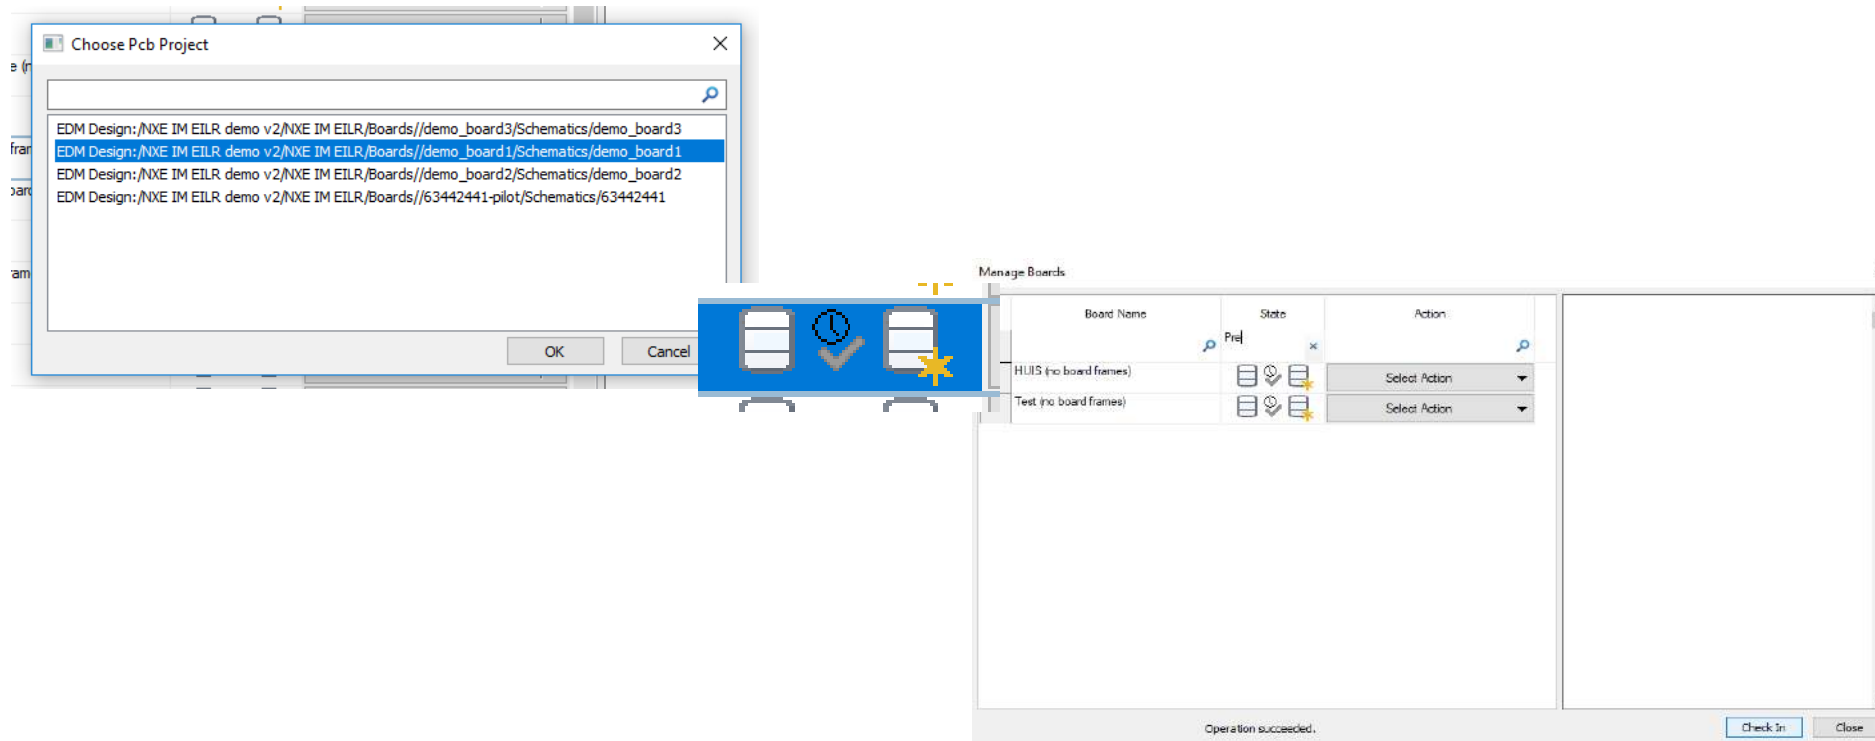 Choose Pcb Project
EDM Design:/NXE IM EILR demo v2/NXE IM EILR/Boards//demo_board3/Schematics/demo_board3
EDM Design:/NXE IM EILR demo v2/NXE IM EILR/Boards//demo_board1/Schematics/demo_board1
EDM Design:/NXE IM EILR demo v2/NXE IM EILR/Boards//demo_board2/Schematics/demo_board2
EDM Design:/NXE IM EILR demo v2/NXE IM EILR/Boards//63442441-pilot/Schematics/63442441
OK Cancel
Manage Boards
Board Name State Action
Pre
HUIS (no board frames) Select Action
Test (no board frames) Select Action
Operation succeeded.
Check In Close